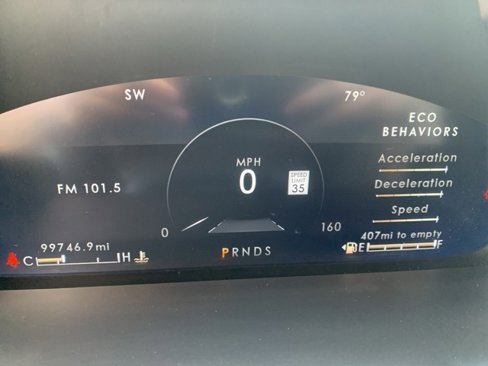 SW
79°
ECO
BEHAVIORS
MPH
0
SPEED
LIMIT
35
Acceleration
Deceleration
Speed
FM 101.5
0
160
99746.9mi
407mi to empty
C H
PRNDS
E F